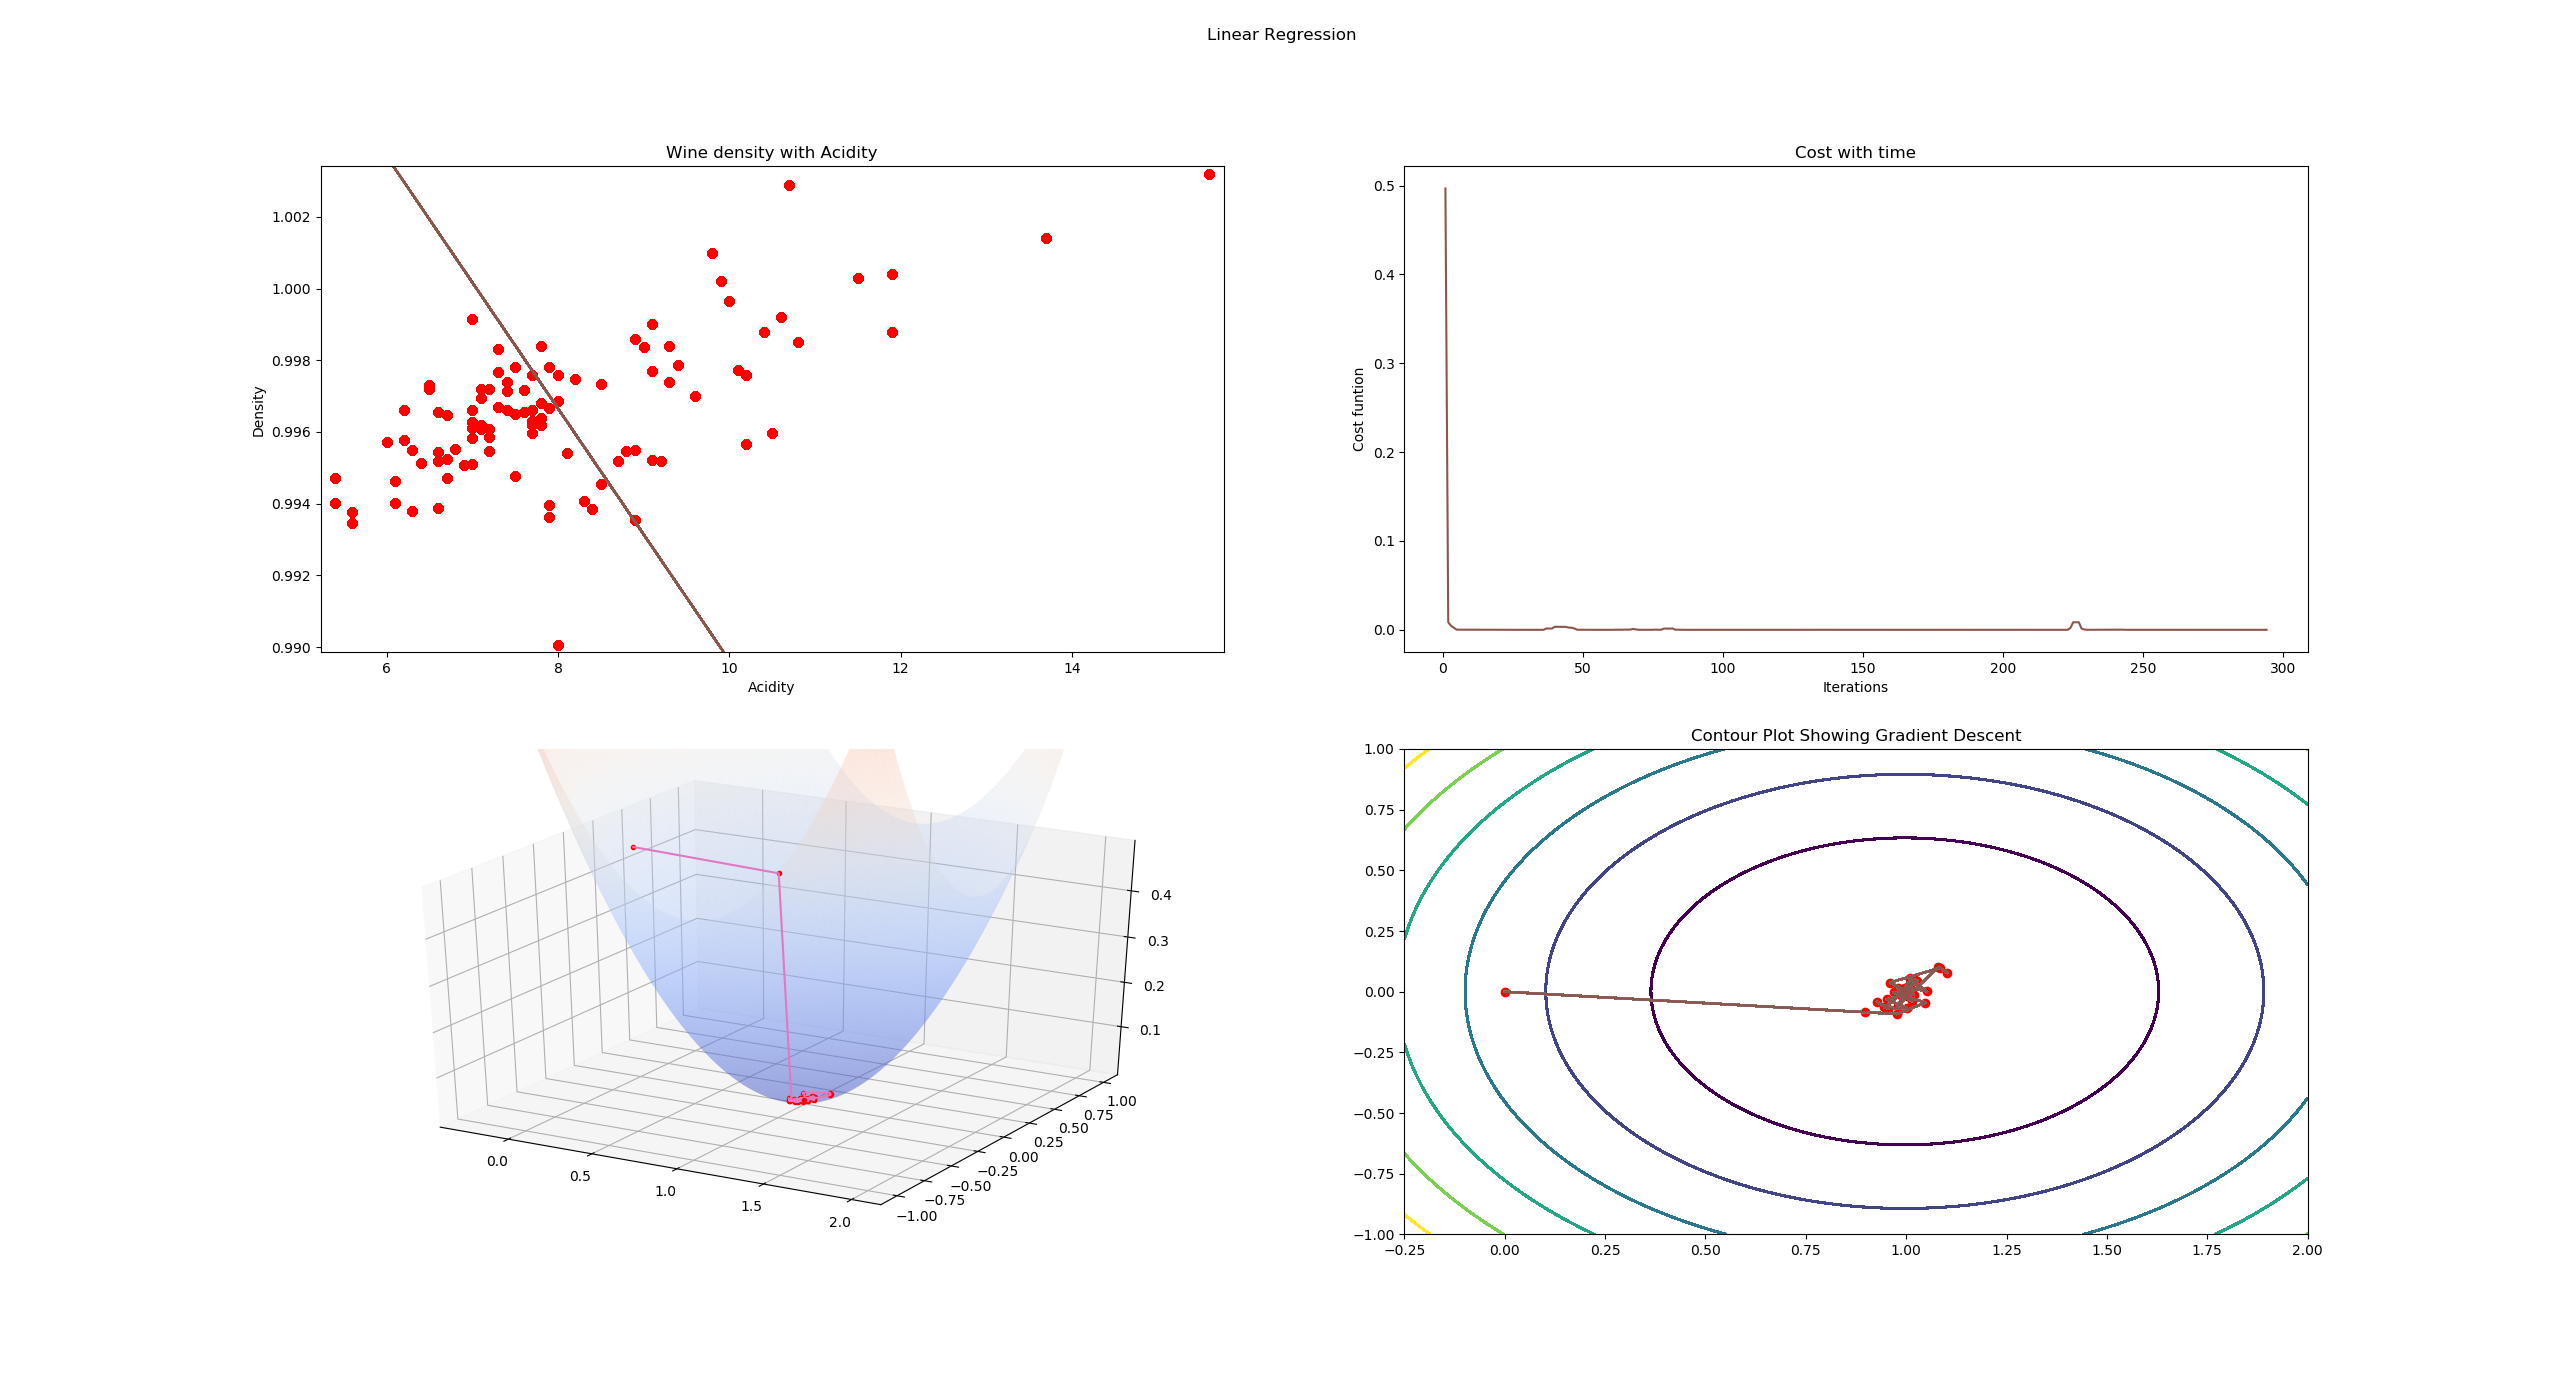 Linear Regression
Wine density with Acidity
1.002
1.000
0.998
0.996
0.994
0.992
0.990
Density
6 8 10 12 14
Acidity
Cost with time
0.5
0.4
0.3
0.2
0.1
0.0
Cost funtion
0 50 100 150 200 250 300
Iterations
0.4
0.3
0.2
0.1
0.0 0.5 1.0 1.5 2.0
1.00
0.75
0.50
0.25
0.00
−0.25
−0.50
−0.75
−1.00
Contour Plot Showing Gradient Descent
1.00
0.75
0.50
0.25
0.00
−0.25
−0.50
−0.75
−1.00
−0.25 0.00 0.25 0.50 0.75 1.00 1.25 1.50 1.75 2.00